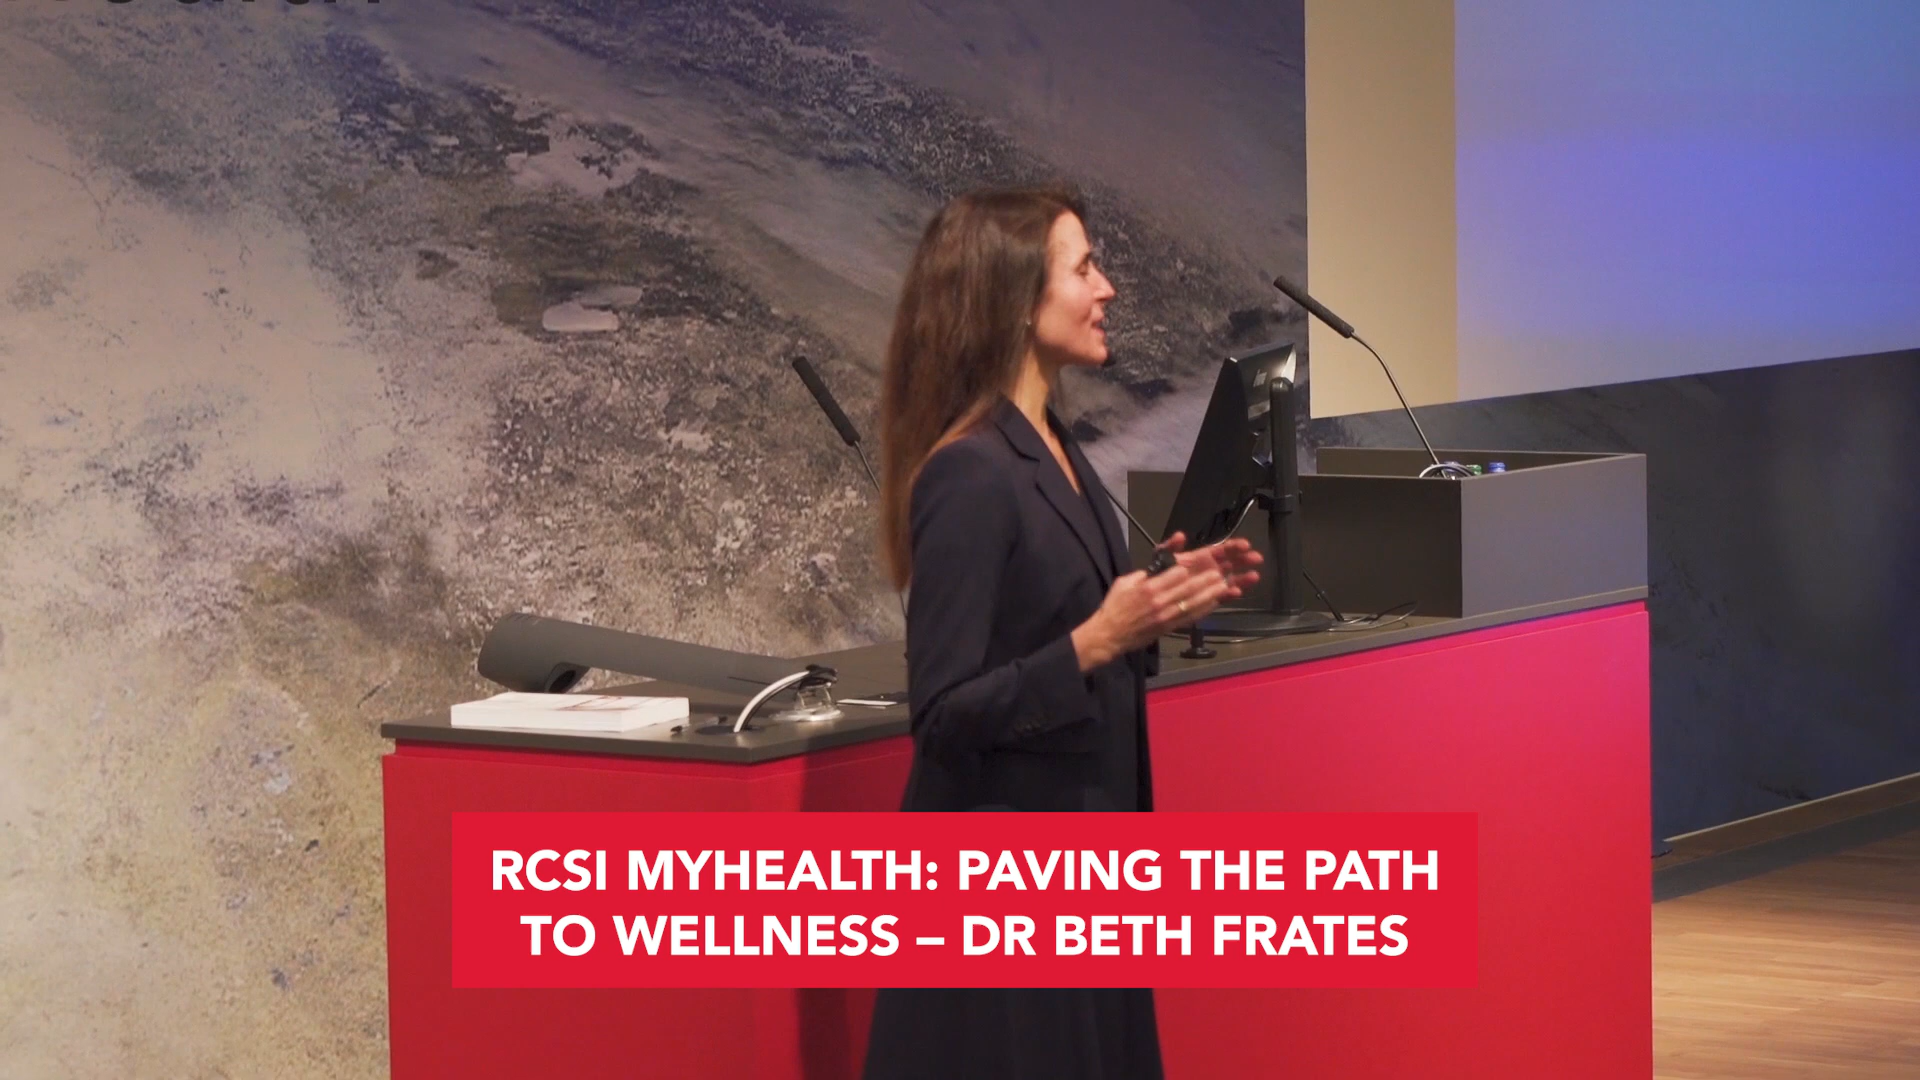 RCSI MYHEALTH: PAVING THE PATH
TO WELLNESS – DR BETH FRATES